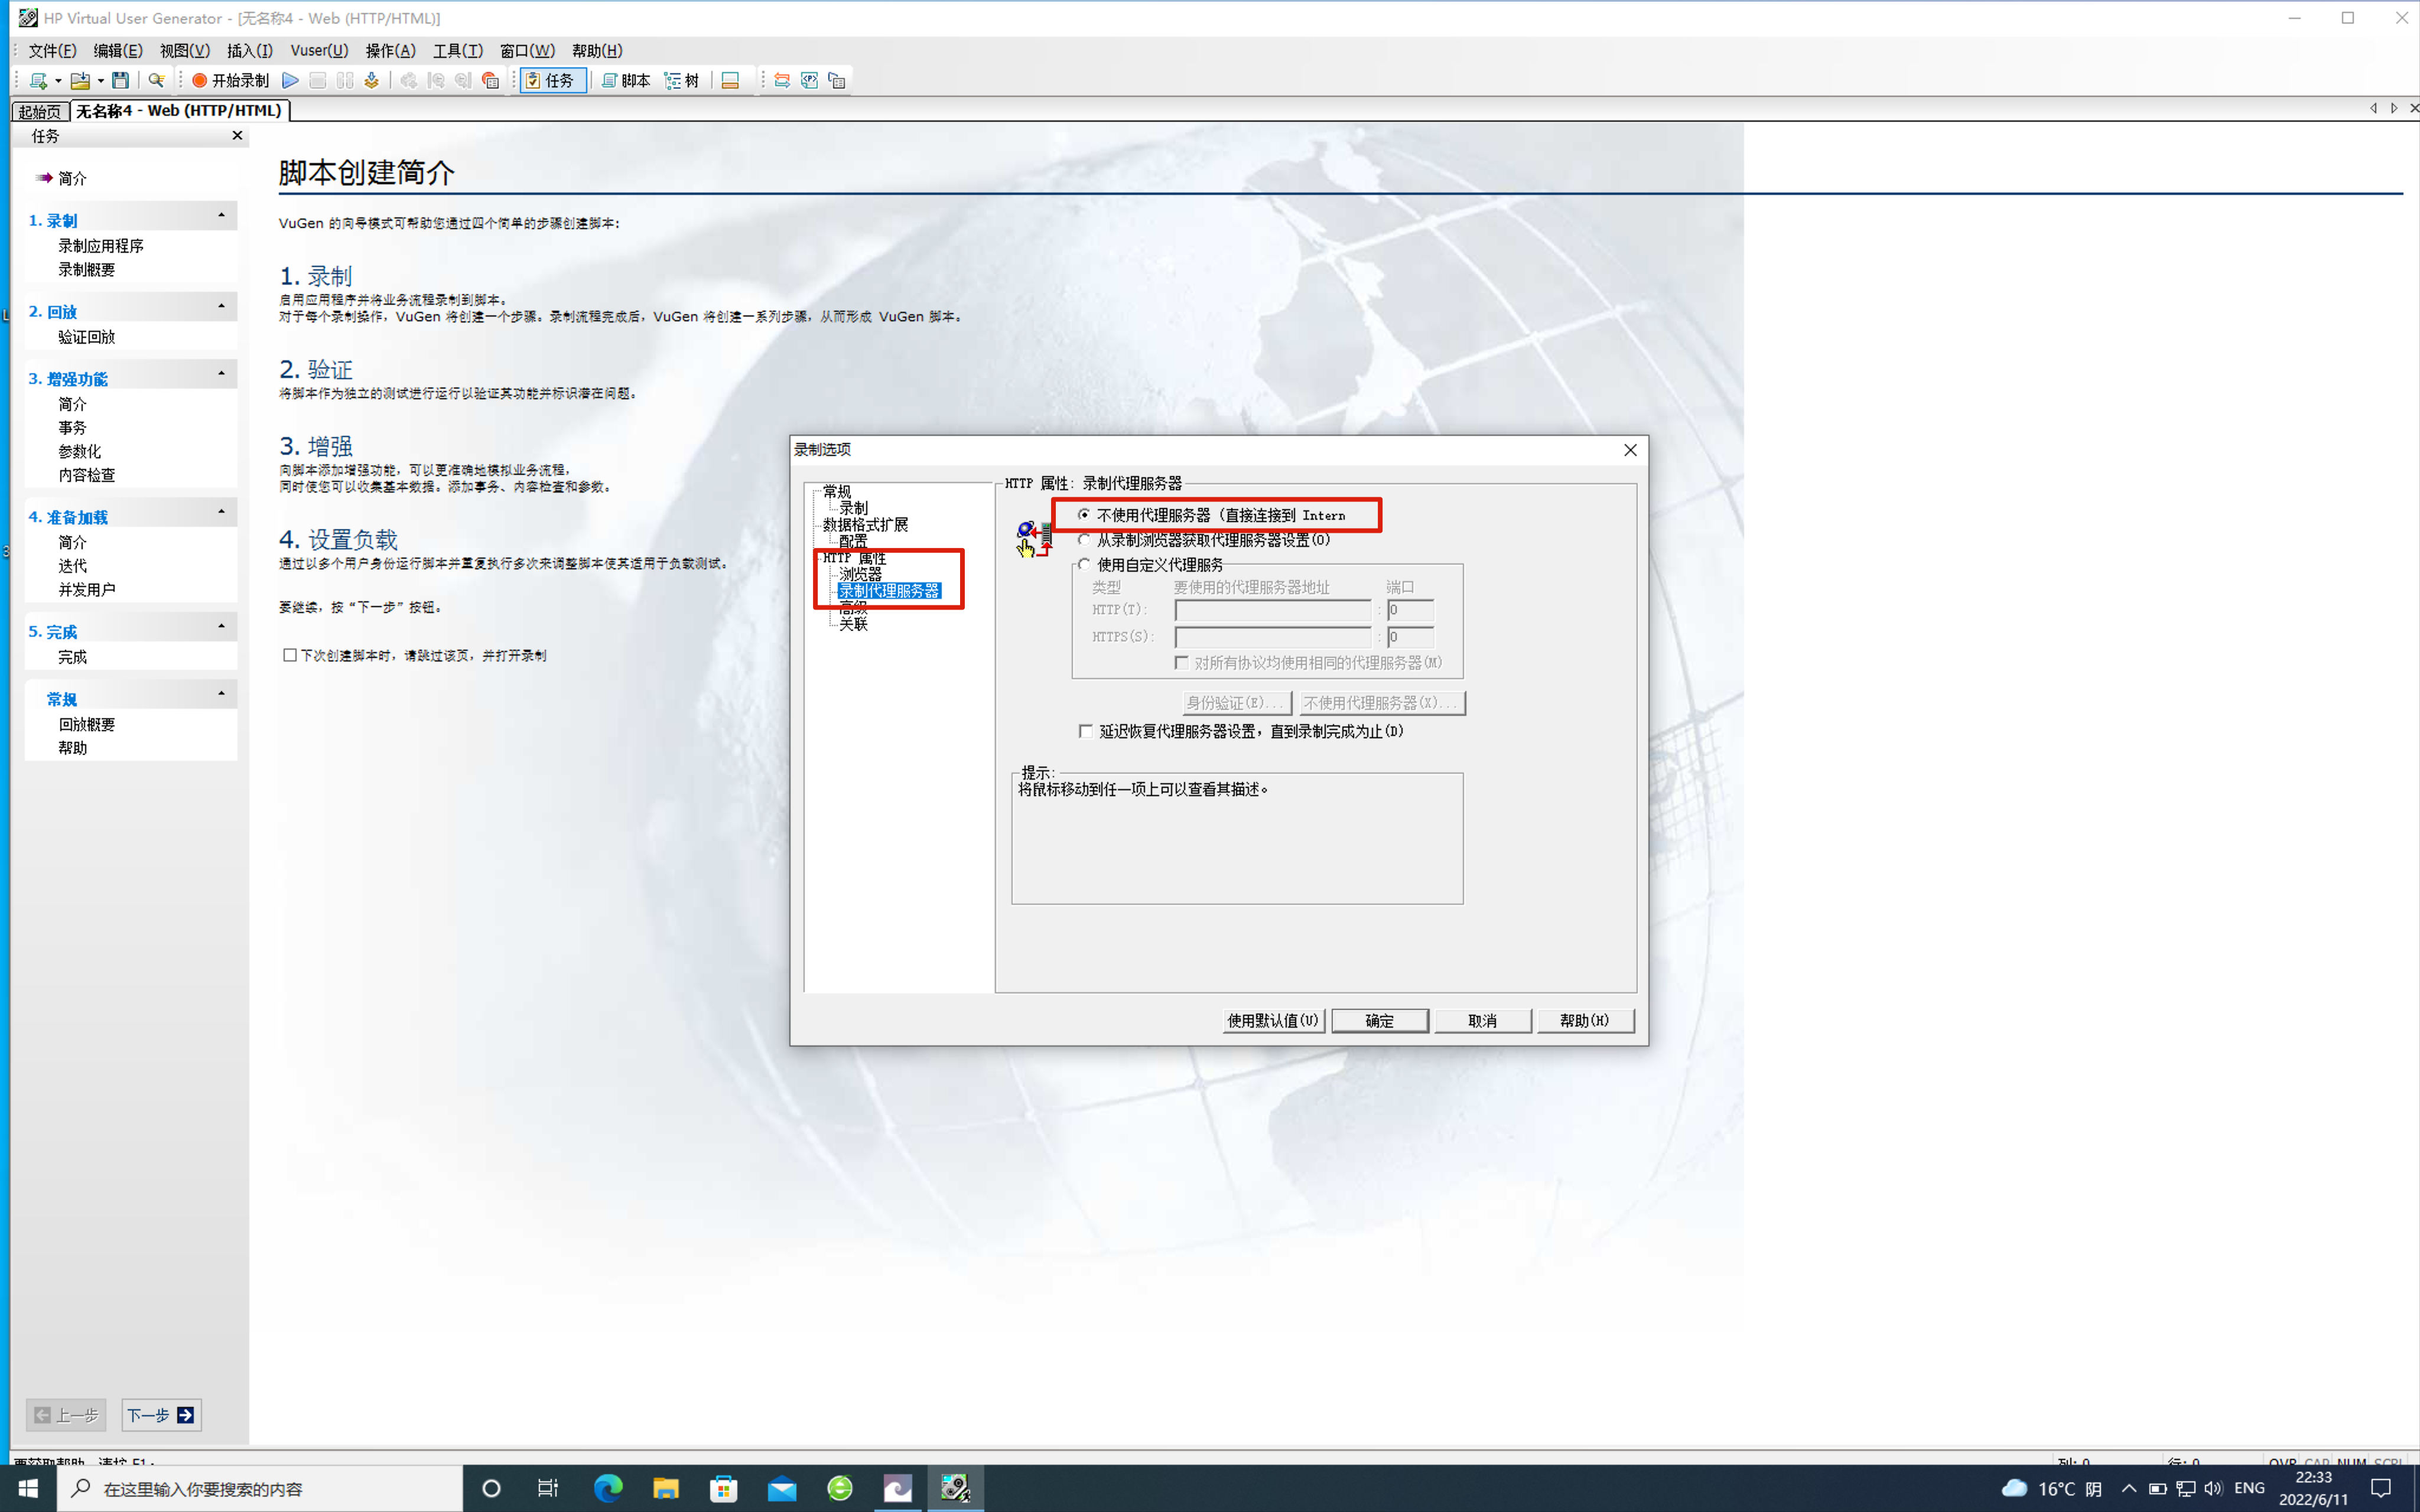 HP Virtual User Generator - [无名称4 - Web (HTTP/HTML)]
文件(F) 编辑(E) 视图(V) 插入(I) Vuser(U) 操作(A) 工具(T) 窗口(W) 帮助(H)
开始录制 任务 脚本 树
起始页 无名称4 - Web (HTTP/HTML)
任务
简介
1. 录制
录制应用程序
录制概要
2. 回放
验证回放
3. 增强功能
简介
事务
参数化
内容检查
4. 准备加载
简介
迭代
并发用户
5. 完成
完成
常规
回放概要
帮助
上一步 下一步
脚本创建简介
VuGen 的向导模式可帮助您通过四个简单的步骤创建脚本：
1. 录制
启用应用程序并将业务流程录制到脚本。
对于每个录制操作，VuGen 将创建一个步骤。录制流程完成后，VuGen 将创建一系列步骤，从而形成 VuGen 脚本。
2. 验证
将脚本作为独立的测试进行运行以验证其功能并标识潜在问题。
3. 增强
向脚本添加增强功能，可以更准确地模拟业务流程，
同时使您可以收集基本数据。添加事务、内容检查和参数。
4. 设置负载
通过以多个用户身份运行脚本并重复执行多次来调整脚本使其适用于负载测试。
要继续，按“下一步”按钮。
下次创建脚本时，请跳过该页，并打开录制
录制选项
常规
录制
数据格式扩展
配置
HTTP 属性
浏览器
录制代理服务器
高级
关联
HTTP 属性: 录制代理服务器
不使用代理服务器（直接连接到 Intern
从录制浏览器获取代理服务器设置(O)
使用自定义代理服务
类型 要使用的代理服务器地址 端口
HTTP(T): : 0
HTTPS(S): : 0
对所有协议均使用相同的代理服务器(M)
身份验证(E)... 不使用代理服务器(X)...
延迟恢复代理服务器设置，直到录制完成为止(D)
提示:
将鼠标移动到任一项上可以查看其描述。
使用默认值(U) 确定 取消 帮助(H)
要获取帮助，请按 F1。
列: 0 行: 0 OVR CAP NUM SCRL
在这里输入你要搜索的内容
16°C 阴 ENG
22:33
2022/6/11